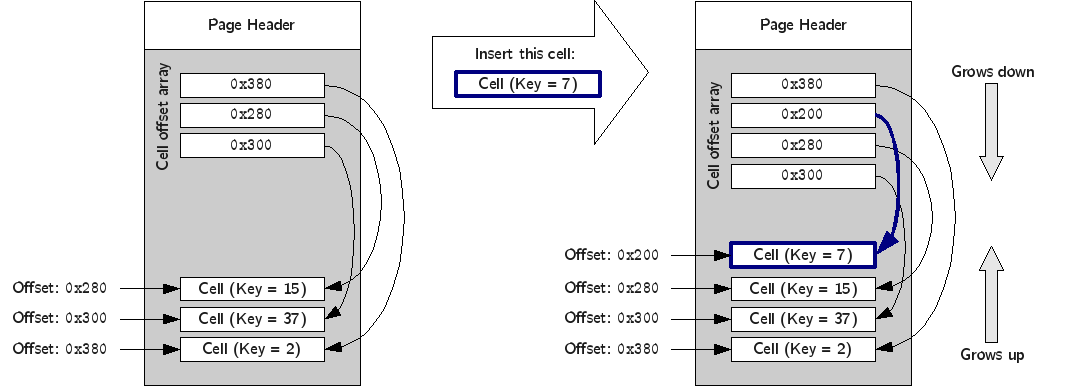 Page Header
Cell offset array
0x380
0x280
0x300
Offset: 0x280
Cell (Key = 15)
Offset: 0x300
Cell (Key = 37)
Offset: 0x380
Cell (Key = 2)
Insert this cell:
Cell (Key = 7)
Page Header
Cell offset array
0x380
0x200
0x280
0x300
Offset: 0x200
Cell (Key = 7)
Offset: 0x280
Cell (Key = 15)
Offset: 0x300
Cell (Key = 37)
Offset: 0x380
Cell (Key = 2)
Grows down
Grows up